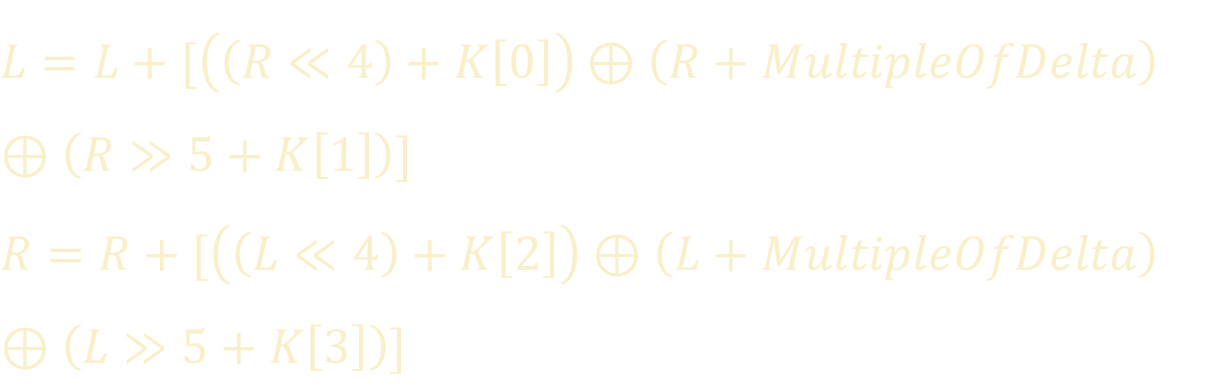 L = L + [((R ≪ 4) + K[0]) ⊕ (R + MultipleOfDelta)
⊕ (R ≫ 5 + K[1])]
R = R + [((L ≪ 4) + K[2]) ⊕ (L + MultipleOfDelta)
⊕ (L ≫ 5 + K[3])]